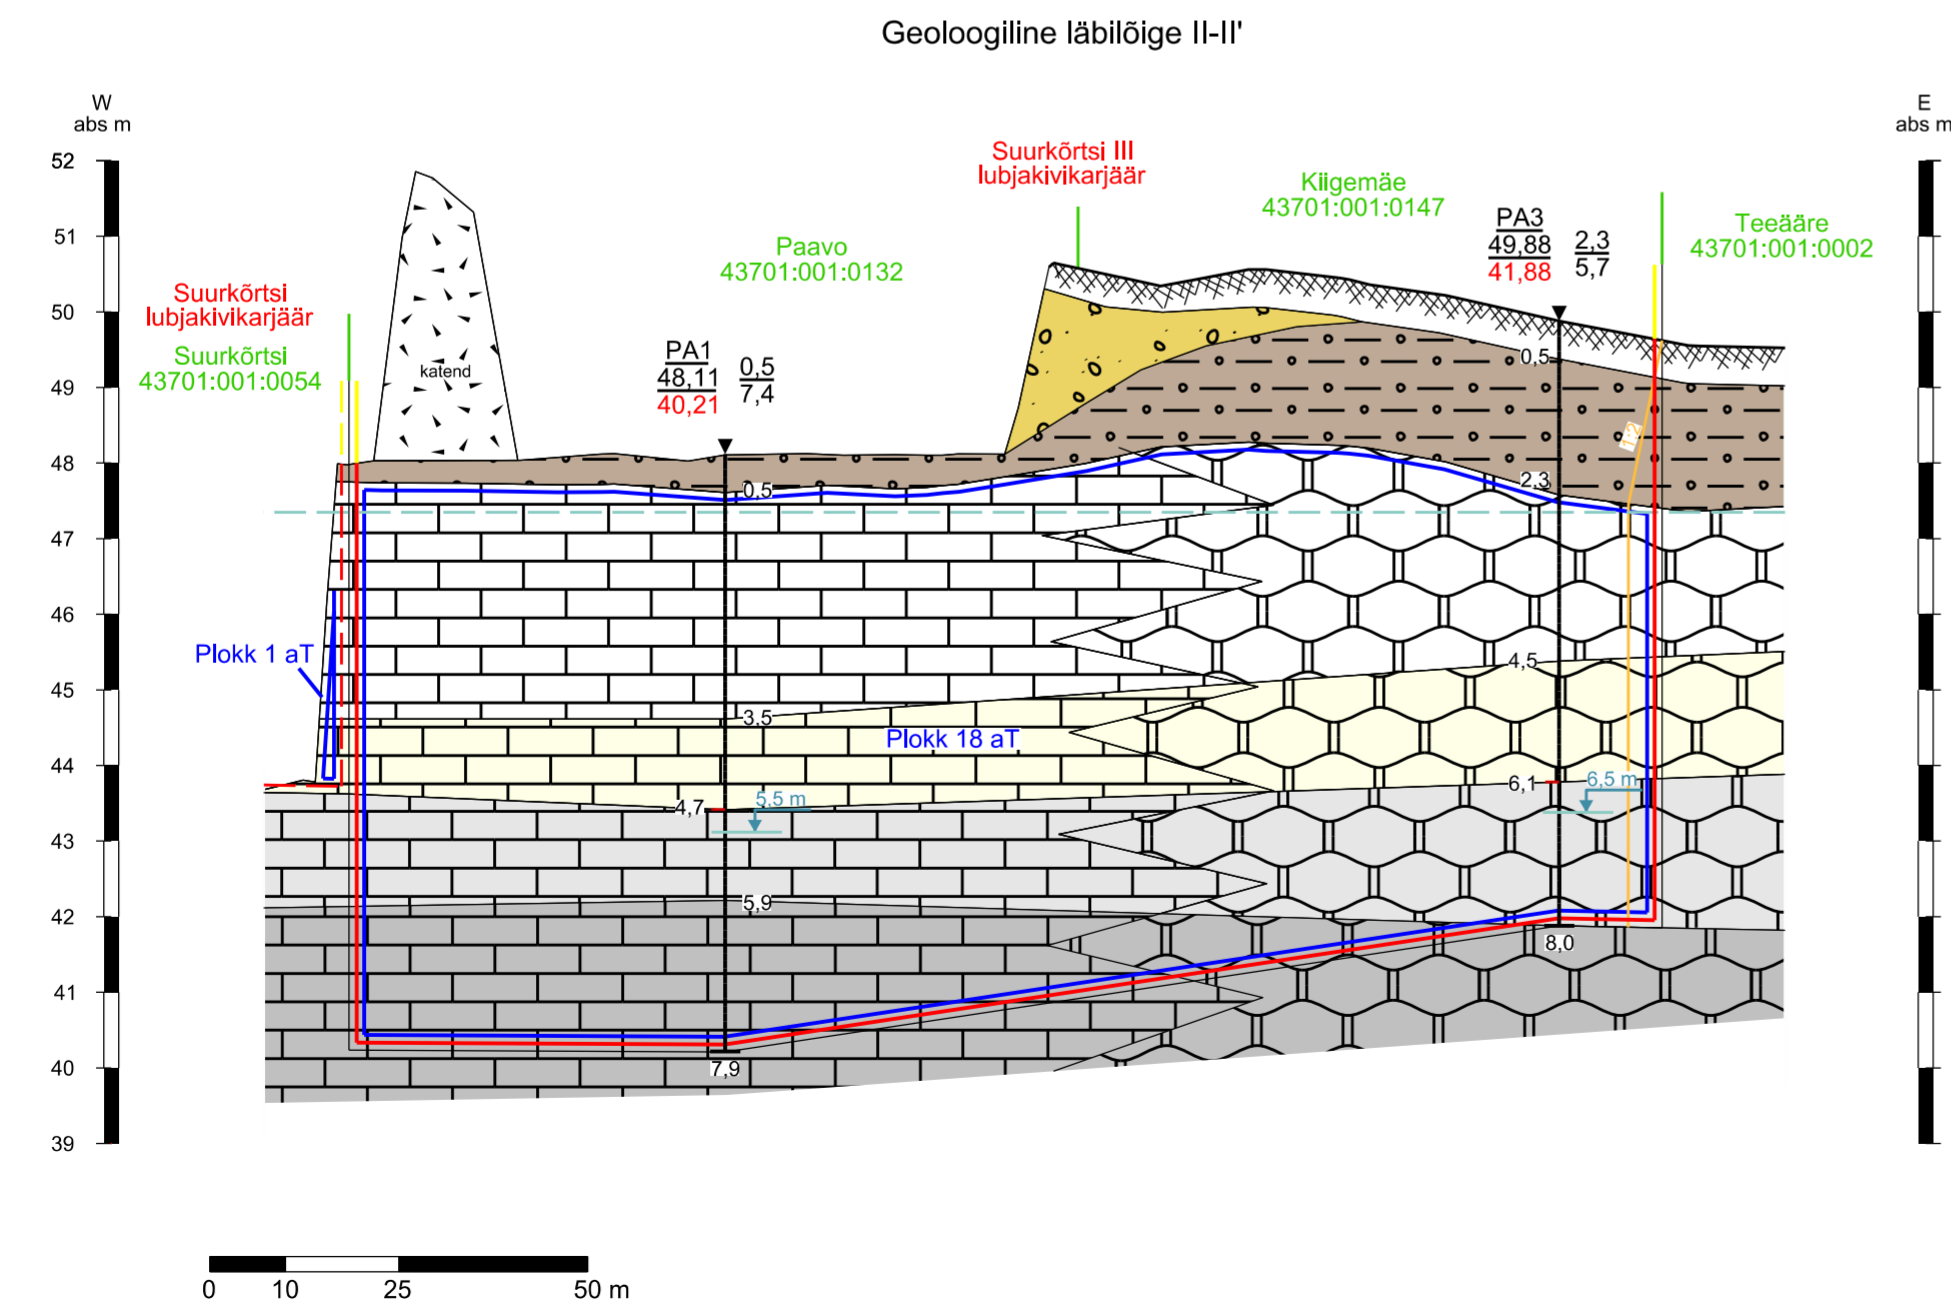 Geoloogiline läbilõige II-II'
W
abs m
E
abs m
52
51
50
49
48
47
46
45
44
43
42
41
40
39
Suurkõrtsi
lubjakivikarjäär
Suurkõrtsi
43701:001:0054
katend
Paavo
43701:001:0132
Suurkõrtsi III
lubjakivikarjäär
Kiigemäe
43701:001:0147
Teeääre
43701:001:0002
PA1
48,11
40,21
0,5
7,4
PA3
49,88
41,88
2,3
5,7
0,5
1:2
0,5
2,3
Plokk 1 aT
4,5
3,5
Plokk 18 aT
4,7
5,5 m
6,1
6,5 m
5,9
8,0
7,9
0 10 25 50 m